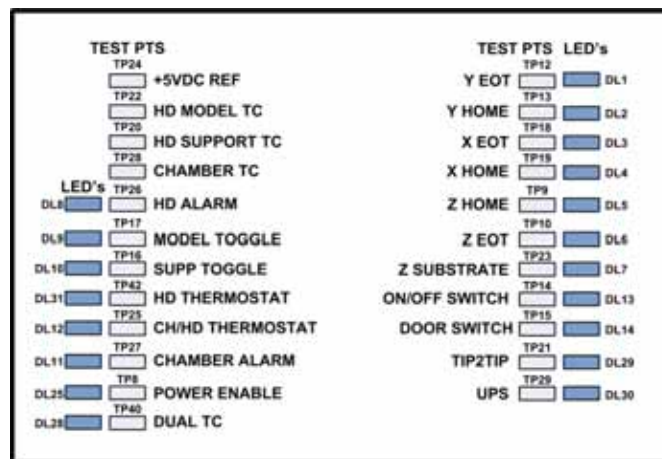 TEST PTS
TP24
+5VDC REF
TP22
HD MODEL TC
TP20
HD SUPPORT TC
TP28
CHAMBER TC
LED's
TP26
DL8 HD ALARM
TP17
DL9 MODEL TOGGLE
TP16
DL10 SUPP TOGGLE
TP42
DL31 HD THERMOSTAT
TP25
DL12 CH/HD THERMOSTAT
TP27
DL11 CHAMBER ALARM
TP8
DL25 POWER ENABLE
TP40
DL28 DUAL TC
TEST PTS LED's
TP12
Y EOT DL1
TP13
Y HOME DL2
TP18
X EOT DL3
TP19
X HOME DL4
TP9
Z HOME DL5
TP10
Z EOT DL6
TP23
Z SUBSTRATE DL7
TP14
ON/OFF SWITCH DL13
TP15
DOOR SWITCH DL14
TP21
TIP2TIP DL29
TP29
UPS DL30